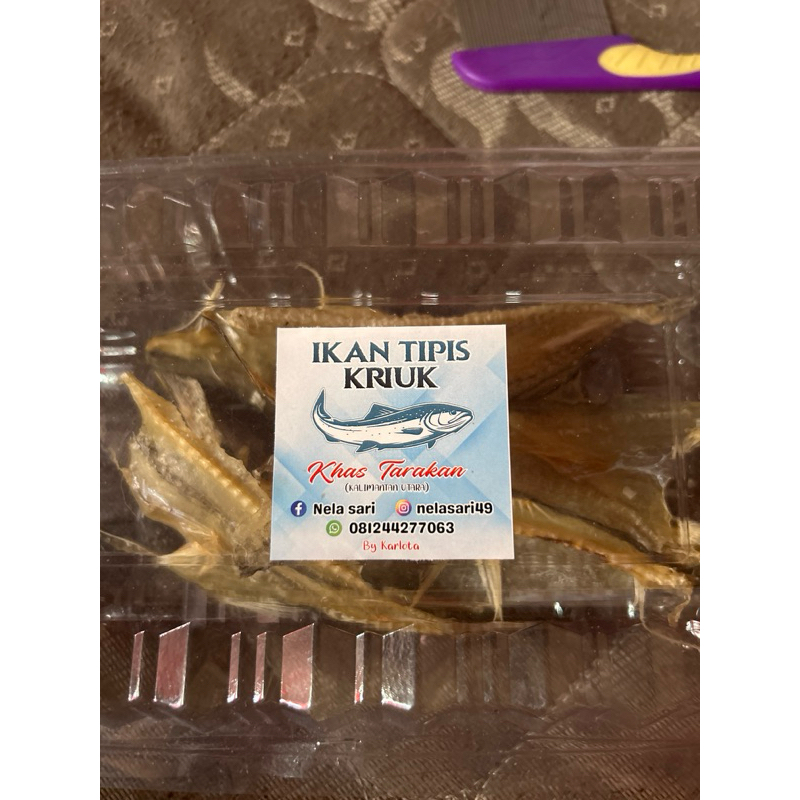 IKAN TIPIS
KRIUK
Khas Tarakan
(KALIMANTAN UTARA)
Nela sari nelasari49
081244277063
By Karlota